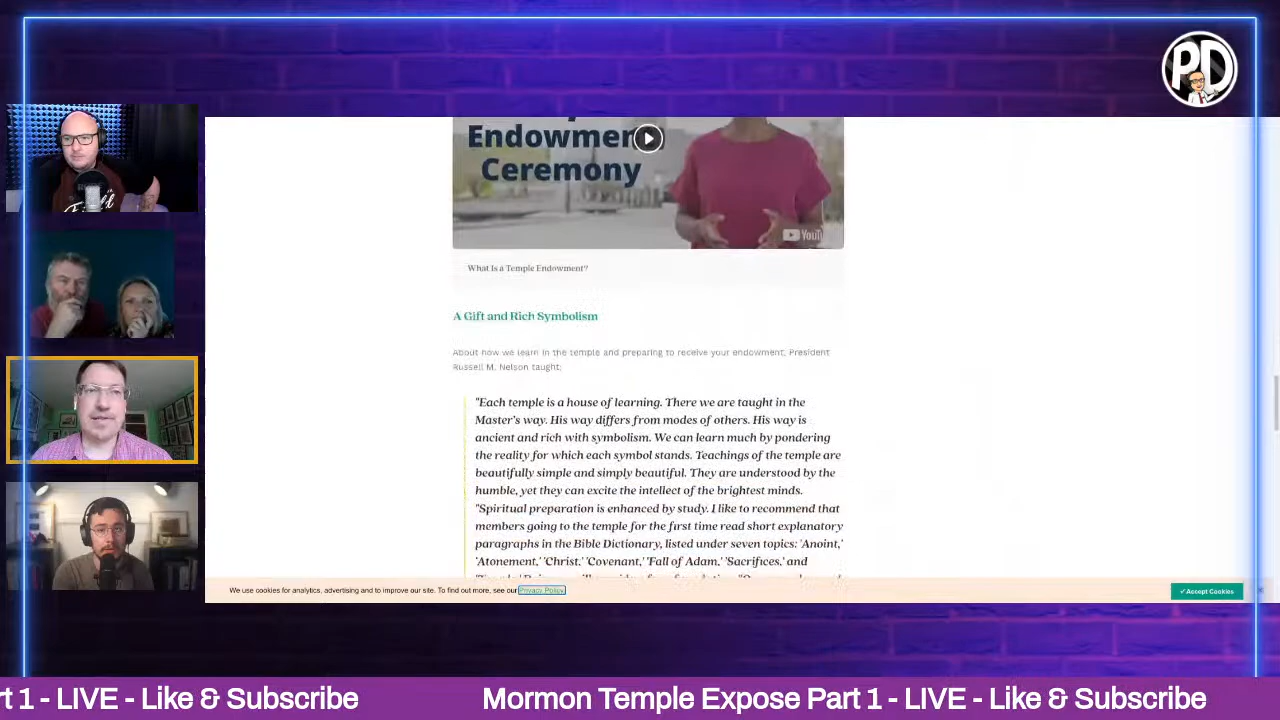 PD
Endowmen
Ceremony
YouTu
What Is a Temple Endowment?
A Gift and Rich Symbolism
About how we learn in the temple and preparing to receive your endowment, President
Russell M. Nelson taught:
"Each temple is a house of learning. There we are taught in the
Master's way. His way differs from modes of others. His way is
ancient and rich with symbolism. We can learn much by pondering
the reality for which each symbol stands. Teachings of the temple are
beautifully simple and simply beautiful. They are understood by the
humble, yet they can excite the intellect of the brightest minds.
"Spiritual preparation is enhanced by study. I like to recommend that
members going to the temple for the first time read short explanatory
paragraphs in the Bible Dictionary, listed under seven topics: 'Anoint,'
'Atonement,' 'Christ,' 'Covenant,' 'Fall of Adam,' 'Sacrifices,' and
We use cookies for analytics, advertising and to improve our site. To find out more, see our Privacy Policy.
✓Accept Cookies
rt 1 - LIVE - Like & Subscribe
Mormon Temple Expose Part 1 - LIVE - Like & Subscribe